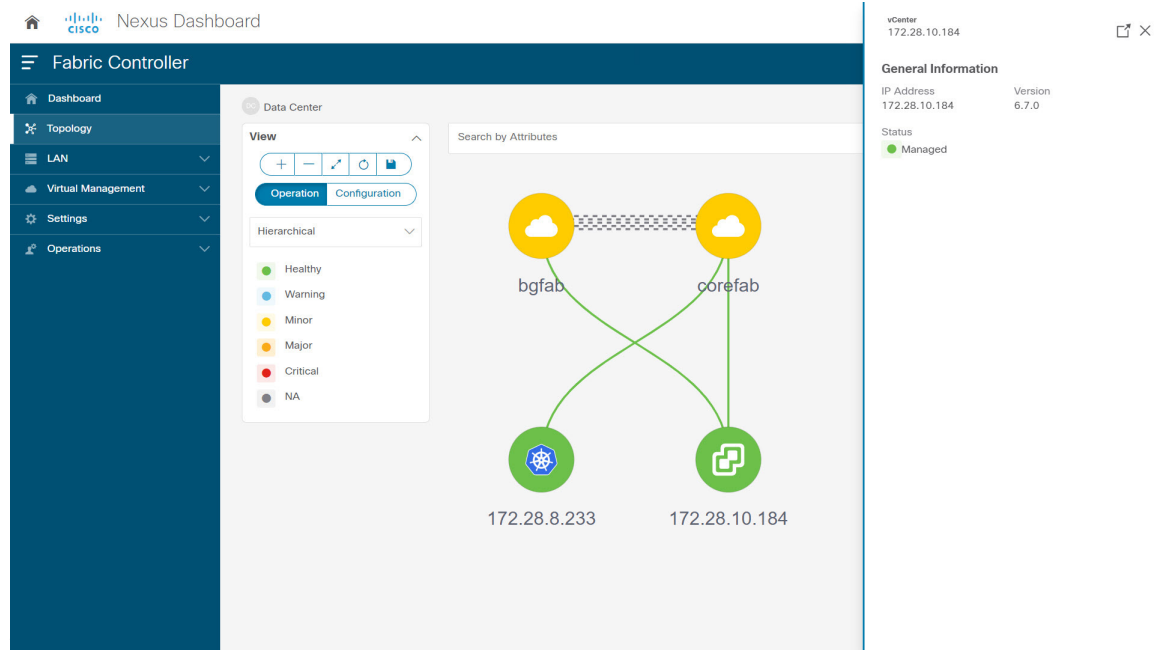 cisco
Nexus Dashboard
Fabric Controller
Dashboard
Topology
LAN
Virtual Management
Settings
Operations
DC Data Center
View
Operation Configuration
Hierarchical
Healthy
Warning
Minor
Major
Critical
NA
Search by Attributes
bgfab
corefab
172.28.8.233
172.28.10.184
vCenter
172.28.10.184
General Information
IP Address Version
172.28.10.184 6.7.0
Status
Managed